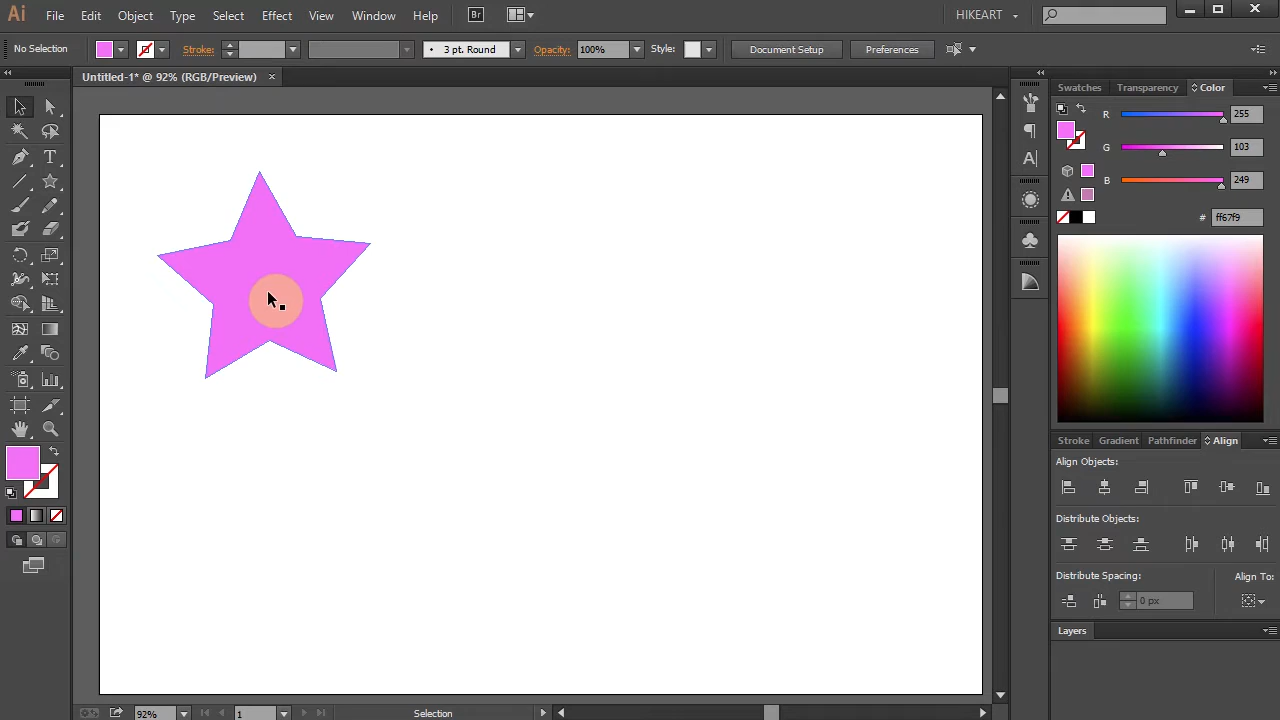 Ai File Edit Object Type Select Effect View Window Help Br HIKEART
No Selection Stroke: 3 pt. Round Opacity: 100% Style: Document Setup Preferences
Untitled-1* @ 92% (RGB/Preview) ×
Swatches Transparency Color
R 255
G 103
B 249
# ff67f9
Stroke Gradient Pathfinder Align
Align Objects:
Distribute Objects:
Distribute Spacing: Align To:
0 px
Layers
92% 1 Selection